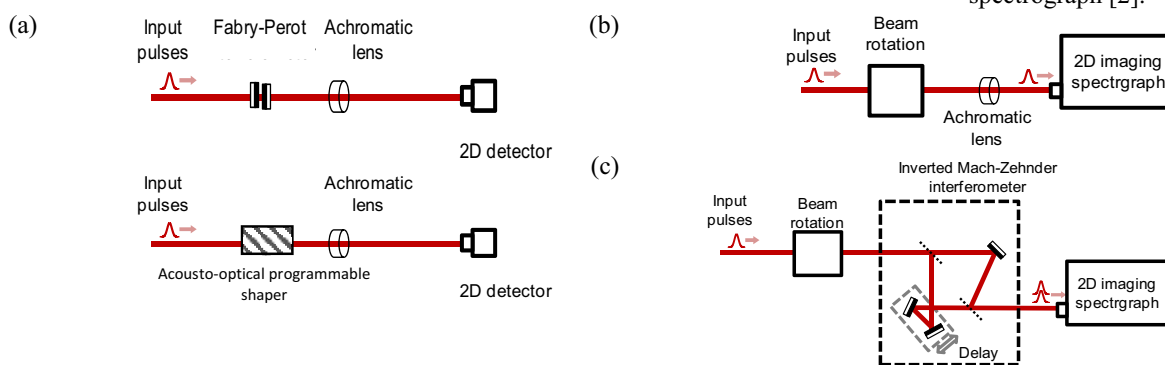 spectrograph [2].
(a)
Input
pulses
Fabry-Perot
Achromatic
lens
2D detector
Input
pulses
Achromatic
lens
Acousto-optical programmable
shaper
2D detector
(b)
Input
pulses
Beam
rotation
Achromatic
lens
2D imaging
spectrgraph
(c)
Inverted Mach-Zehnder
interferometer
Input
pulses
Beam
rotation
Delay
2D imaging
spectrgraph